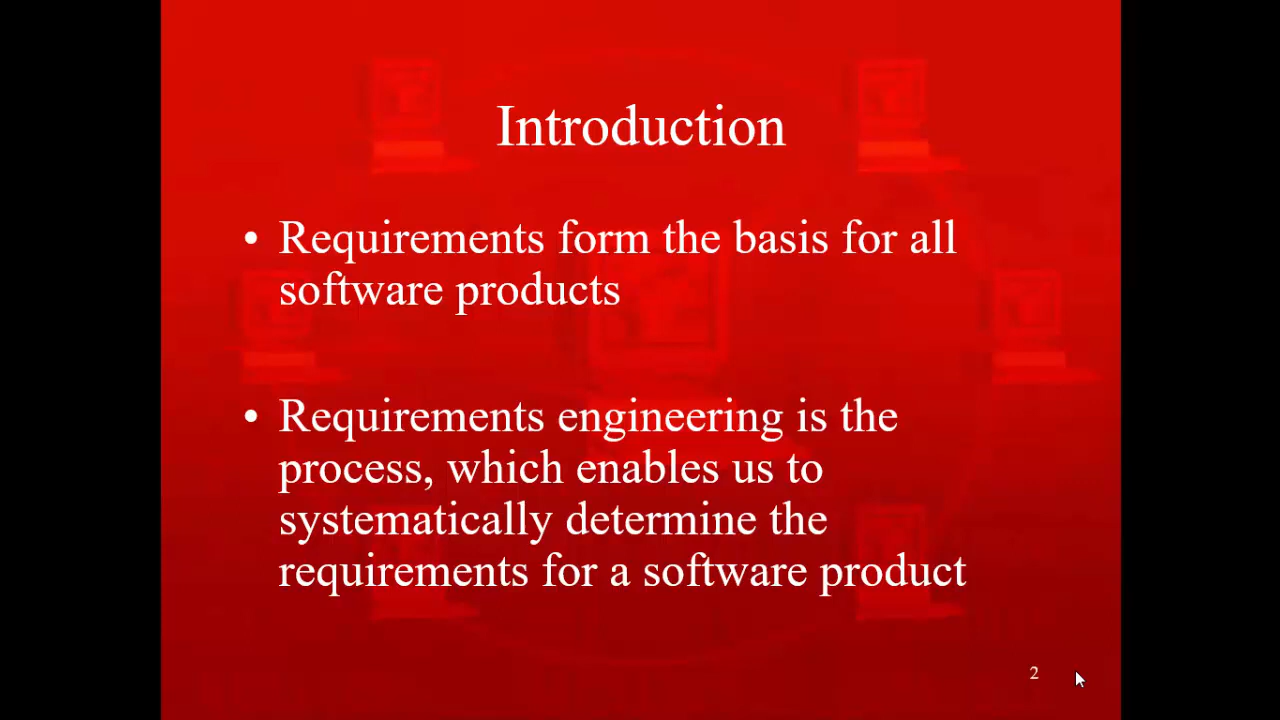 Introduction
• Requirements form the basis for all
software products
• Requirements engineering is the
process, which enables us to
systematically determine the
requirements for a software product
2